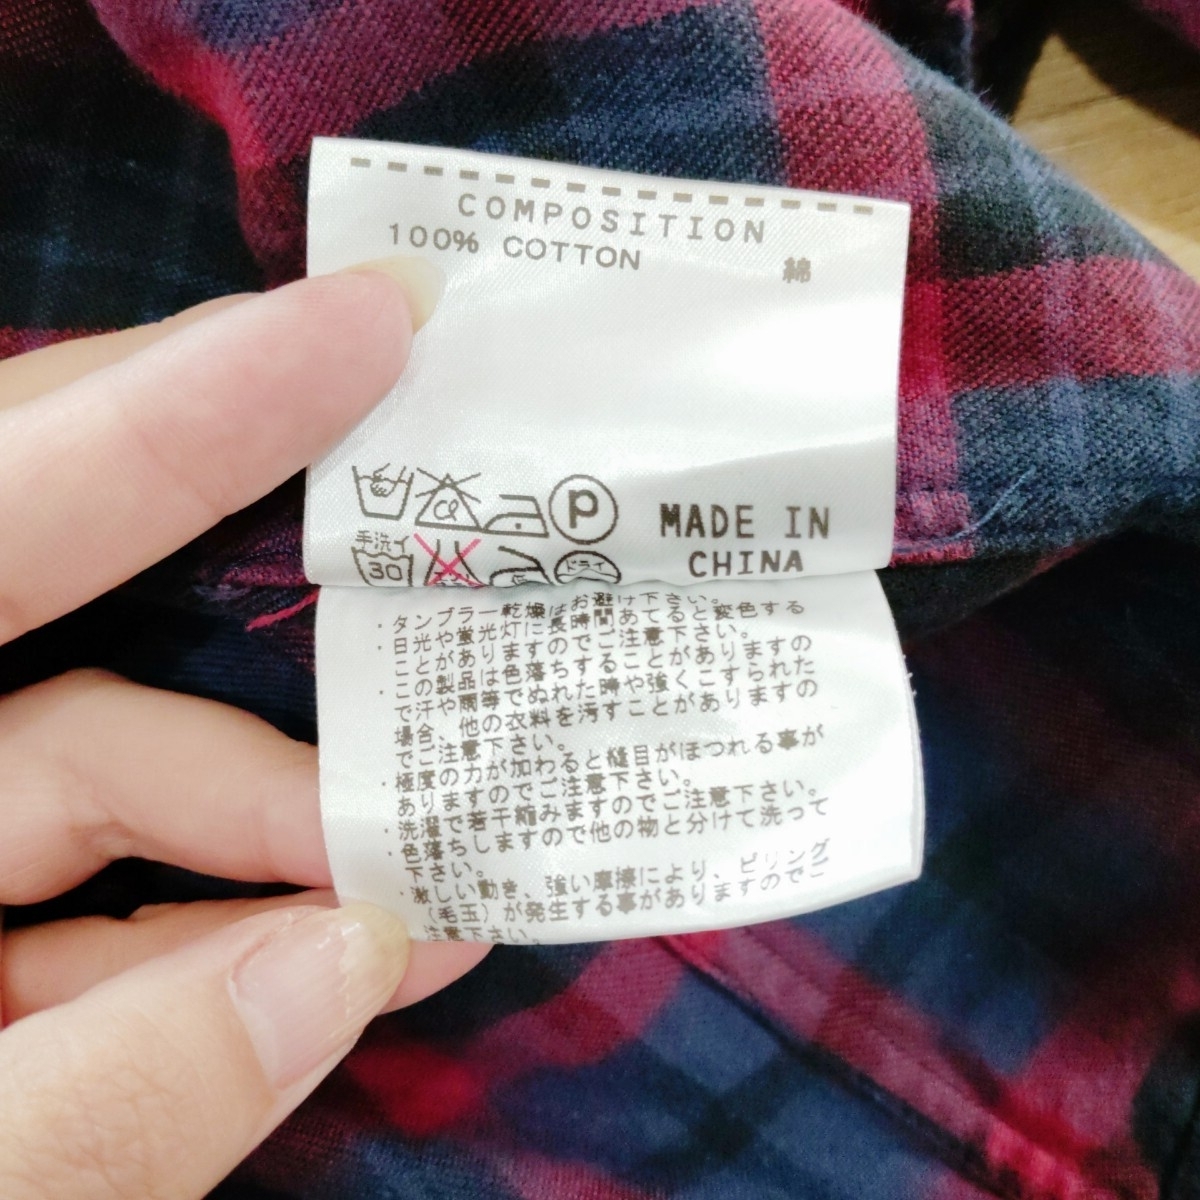 COMPOSITION
100% COTTON 綿
Cl P
MADE IN
CHINA
手洗イ
30
ドライ
・タンブラー乾燥はお避け下さい。
・日光や蛍光灯に長時間あてると変色する
ことがありますのでご注意下さい。
・この製品は色落ちすることがありますの
で汗や雨等でぬれた時や強くこすられた
場合、他の衣料を汚すことがありますの
でご注意下さい。
・極度の力が加わると縫目がほつれる事が
ありますのでご注意下さい。
・洗濯で若干縮みますのでご注意下さい。
・色落ちしますので他の物と分けて洗って
下さい。
・激しい動き、強い摩擦により、ピリング
（毛玉）が発生する事がありますのでご
注意下さい。